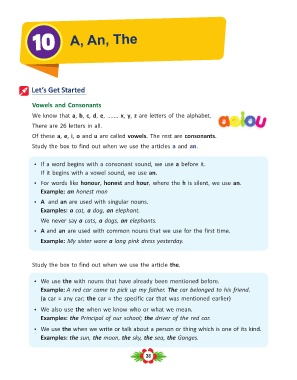 10 A, An, The
Let's Get Started
Vowels and Consonants
We know that a, b, c, d, e, ....... x, y, z are letters of the alphabet.
There are 26 letters in all.
aeiou
Of these a, e, i, o and u are called vowels. The rest are consonants.
Study the box to find out when we use the articles a and an.
• If a word begins with a consonant sound, we use a before it.
If it begins with a vowel sound, we use an.
• For words like honour, honest and hour, where the h is silent, we use an.
Example: an honest man
• A and an are used with singular nouns.
Examples: a cat, a dog, an elephant.
We never say a cats, a dogs, an elephants.
• A and an are used with common nouns that we use for the first time.
Example: My sister wore a long pink dress yesterday.
Study the box to find out when we use the article the.
• We use the with nouns that have already been mentioned before.
Example: A red car came to pick up my father. The car belonged to his friend.
(a car = any car; the car = the specific car that was mentioned earlier)
• We also use the when we know who or what we mean.
Examples: the Principal of our school; the driver of the red car.
• We use the when we write or talk about a person or thing which is one of its kind.
Examples: the sun, the moon, the sky, the sea, the Ganges.